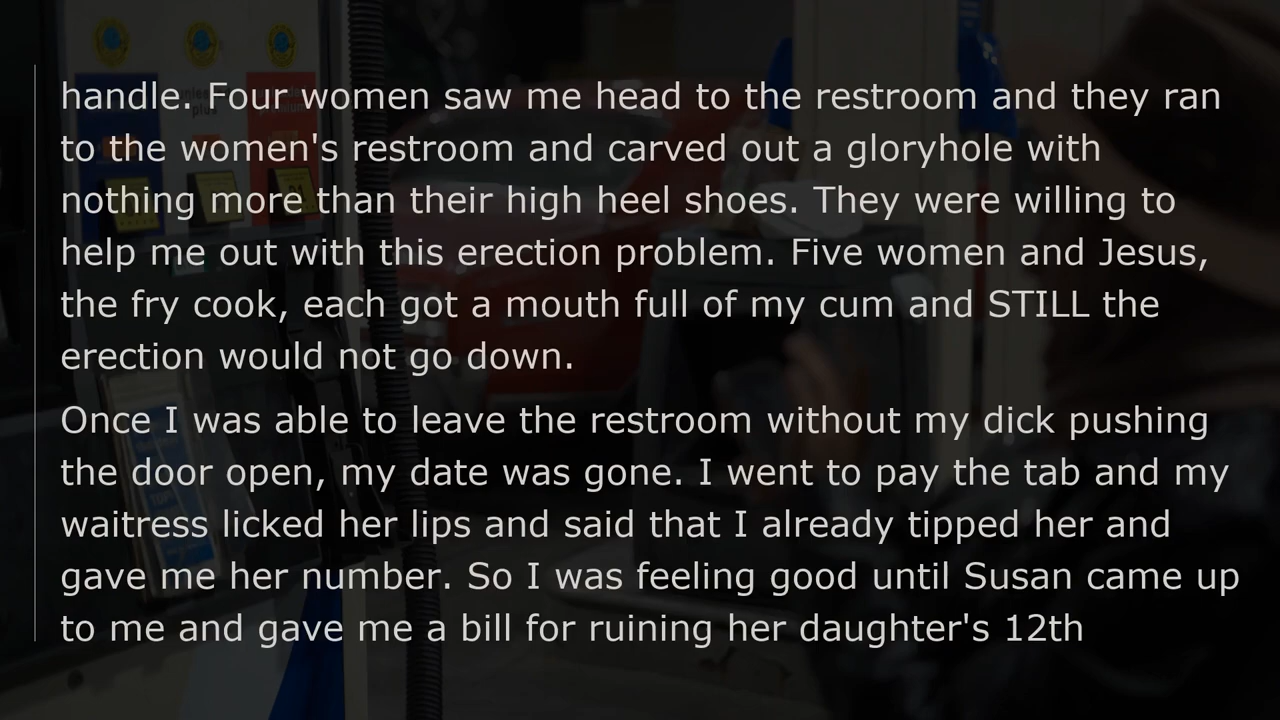 handle. Four women saw me head to the restroom and they ran
to the women's restroom and carved out a gloryhole with
nothing more than their high heel shoes. They were willing to
help me out with this erection problem. Five women and Jesus,
the fry cook, each got a mouth full of my cum and STILL the
erection would not go down.
Once I was able to leave the restroom without my dick pushing
the door open, my date was gone. I went to pay the tab and my
waitress licked her lips and said that I already tipped her and
gave me her number. So I was feeling good until Susan came up
to me and gave me a bill for ruining her daughter's 12th